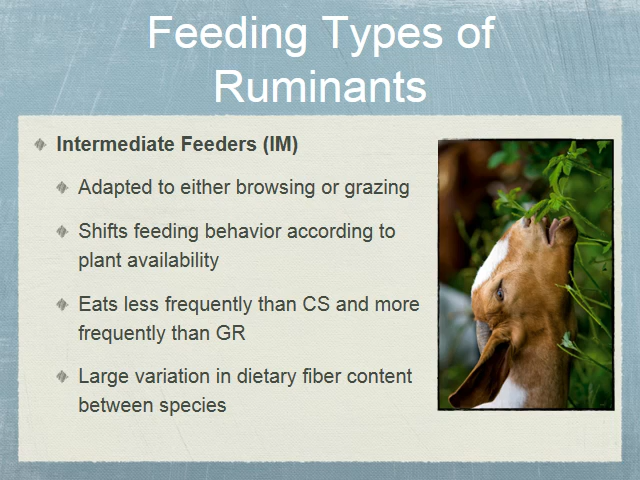 Feeding Types of
Ruminants
Intermediate Feeders (IM)
Adapted to either browsing or grazing
Shifts feeding behavior according to
plant availability
Eats less frequently than CS and more
frequently than GR
Large variation in dietary fiber content
between species